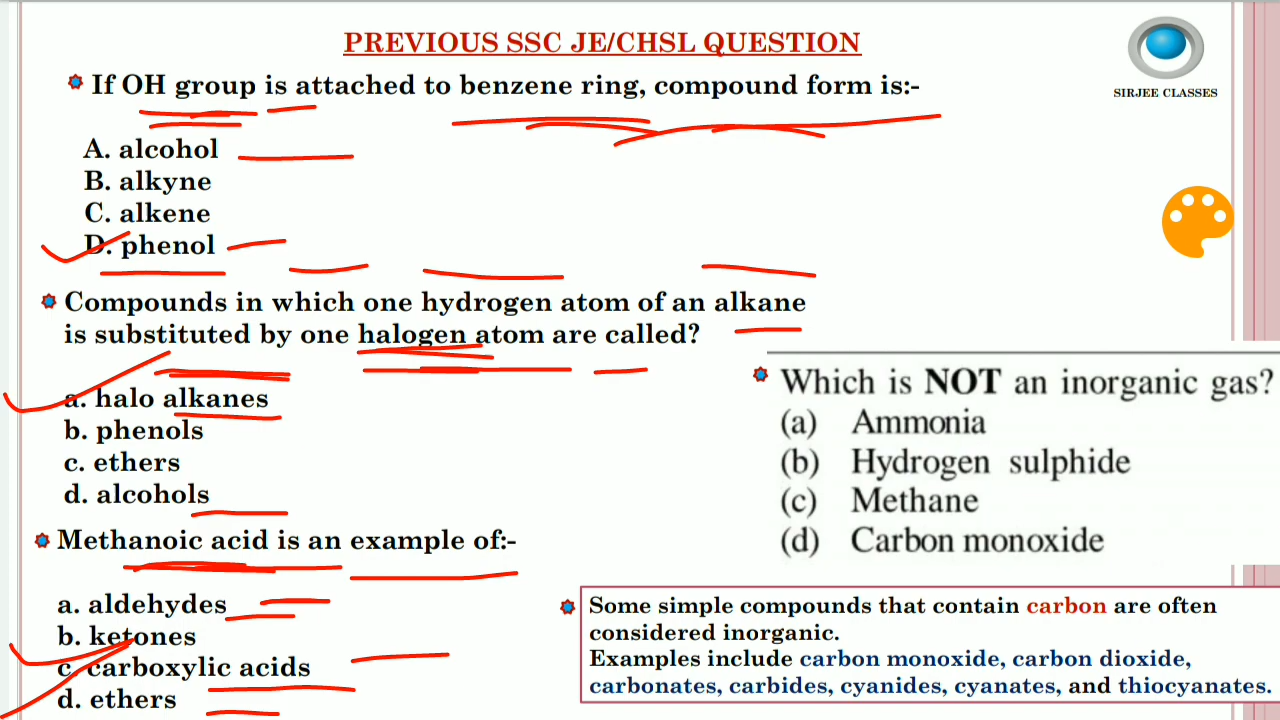 PREVIOUS SSC JE/CHSL QUESTION
SIRJEE CLASSES
If OH group is attached to benzene ring, compound form is:-
A. alcohol
B. alkyne
C. alkene
D. phenol
Compounds in which one hydrogen atom of an alkane
is substituted by one halogen atom are called?
a. halo alkanes
b. phenols
c. ethers
d. alcohols
Methanoic acid is an example of:-
a. aldehydes
b. ketones
c. carboxylic acids
d. ethers
Which is NOT an inorganic gas?
(a) Ammonia
(b) Hydrogen sulphide
(c) Methane
(d) Carbon monoxide
Some simple compounds that contain carbon are often
considered inorganic.
Examples include carbon monoxide, carbon dioxide,
carbonates, carbides, cyanides, cyanates, and thiocyanates.